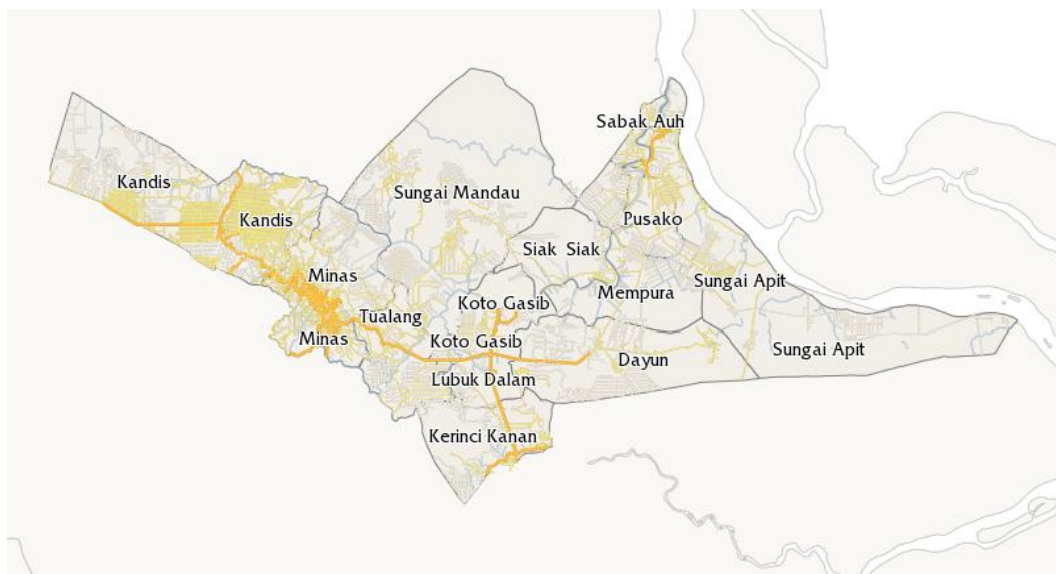 Sabak Auh
Kandis
Sungai Mandau
Kandis
Pusako
Siak Siak
Minas
Sungai Apit
Mempura
Koto Gasib
Tualang
Minas
Koto Gasib
Sungai Apit
Dayun
Lubuk Dalam
Kerinci Kanan